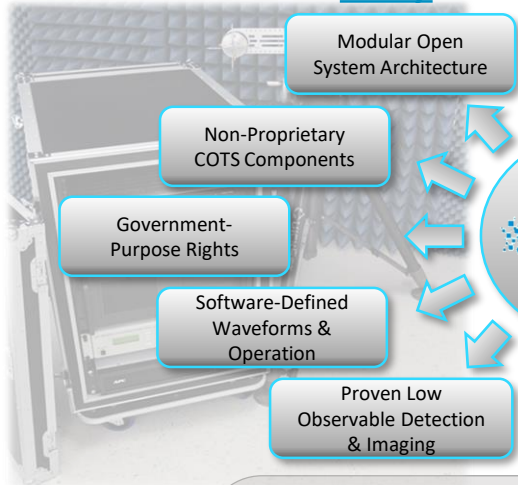 Modular Open
System Architecture
Non-Proprietary
COTS Components
Government-
Purpose Rights
Software-Defined
Waveforms &
Operation
Proven Low
Observable Detection
& Imaging